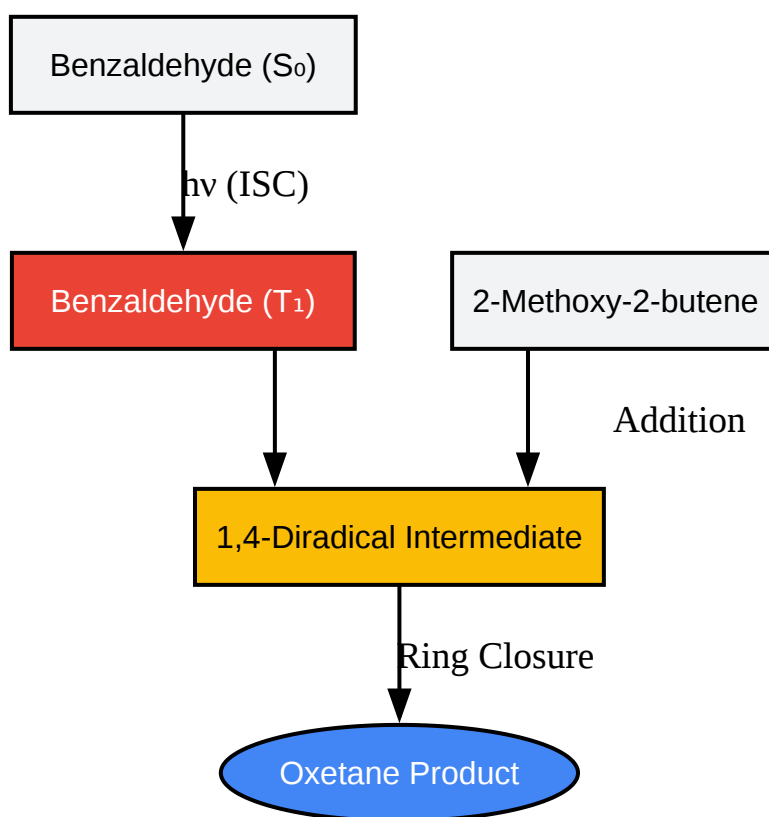 Benzaldehyde (S₀)
hν (ISC)
Benzaldehyde (T₁)
2-Methoxy-2-butene
Addition
1,4-Diradical Intermediate
Ring Closure
Oxetane Product